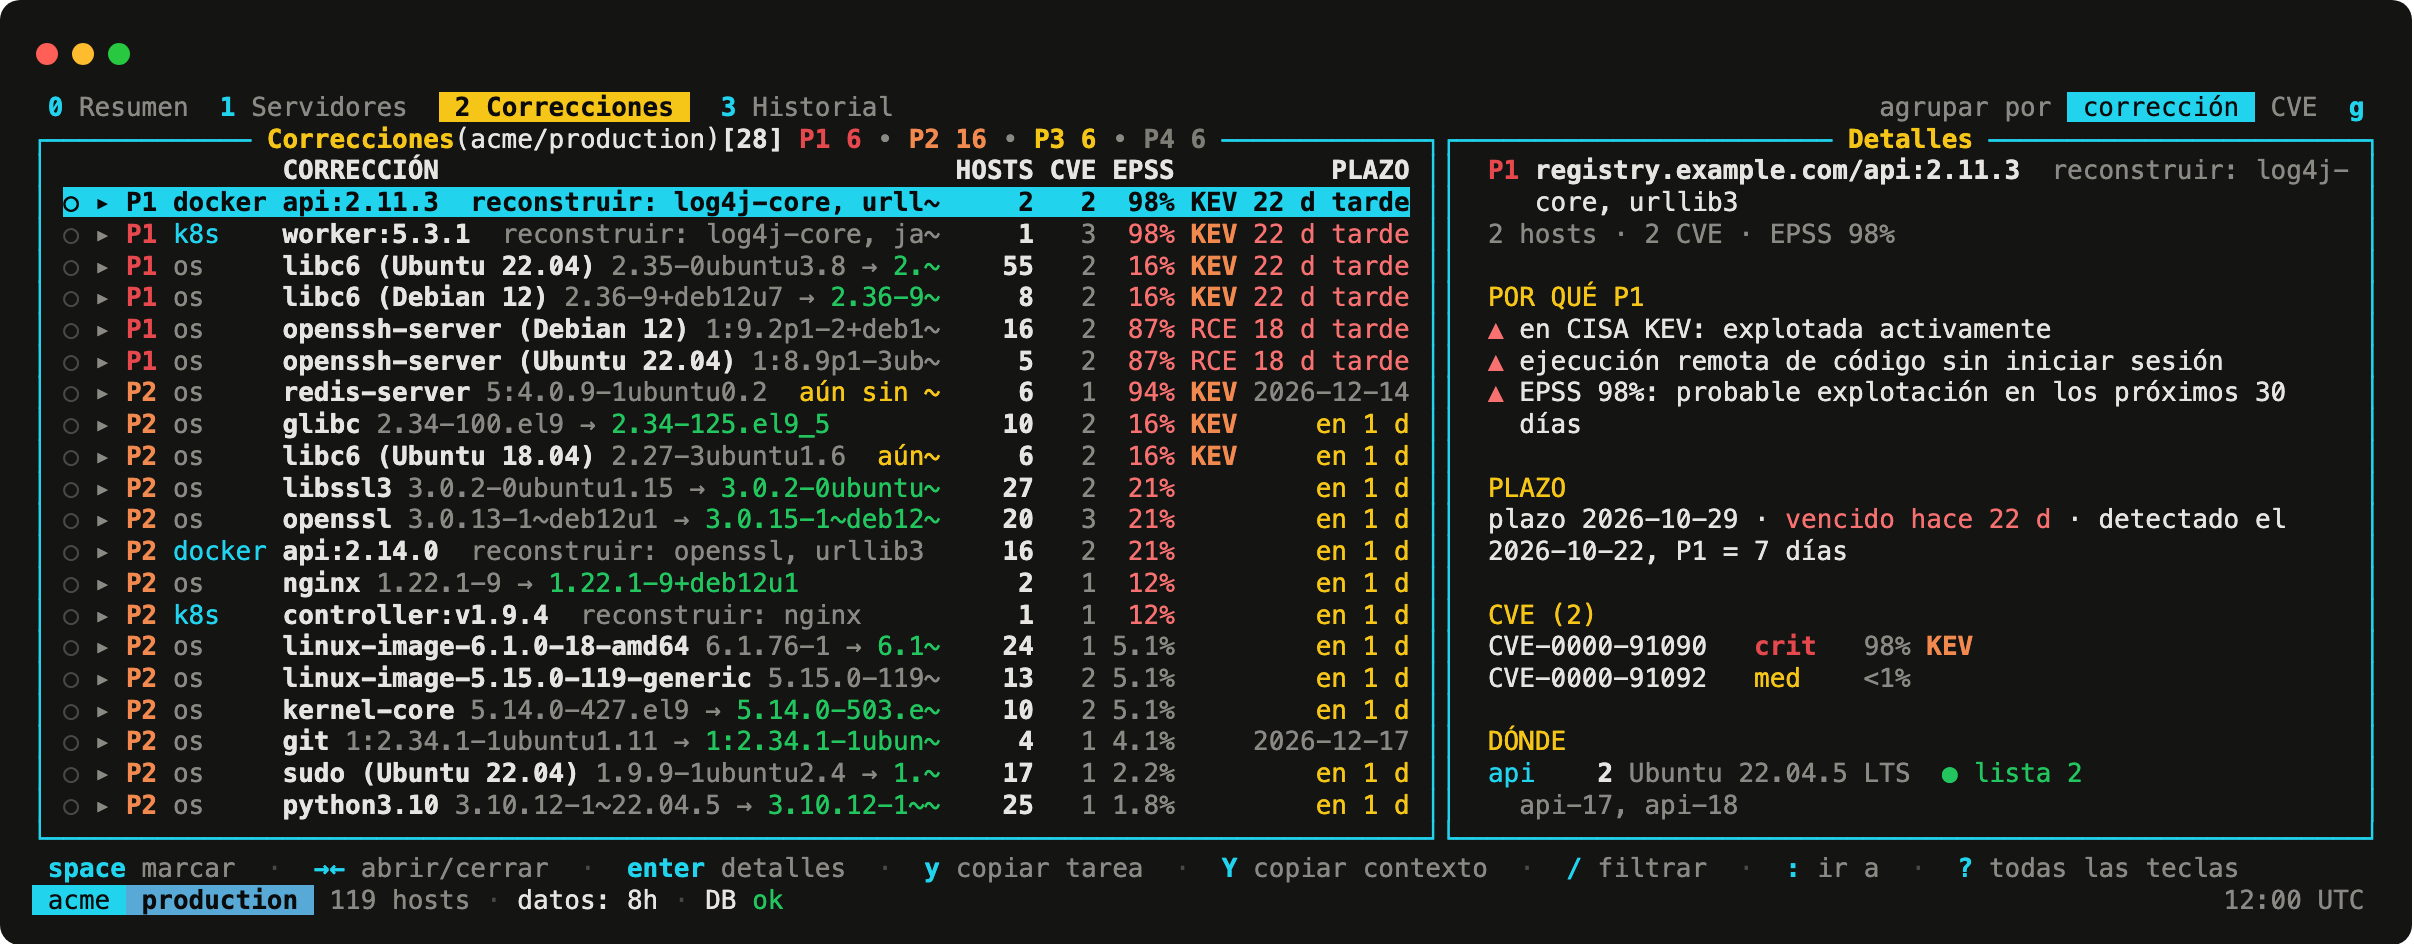 0 Resumen  1 Servidores  2 Correcciones  3 Historial  agrupar por  corrección  CVE  g
Correcciones(acme/production)[28] P1 6 • P2 16 • P3 6 • P4 6
CORRECCIÓN  HOSTS CVE EPSS  PLAZO
○ ▸ P1 docker api:2.11.3  reconstruir: log4j-core, urll~  2  2  98% KEV 22 d tarde
○ ▸ P1 k8s  worker:5.3.1  reconstruir: log4j-core, ja~  1  3  98% KEV 22 d tarde
○ ▸ P1 os  libc6 (Ubuntu 22.04) 2.35-0ubuntu3.8 → 2.~  55  2  16% KEV 22 d tarde
○ ▸ P1 os  libc6 (Debian 12) 2.36-9+deb12u7 → 2.36-9~  8  2  16% KEV 22 d tarde
○ ▸ P1 os  openssh-server (Debian 12) 1:9.2p1-2+deb1~  16  2  87% RCE 18 d tarde
○ ▸ P1 os  openssh-server (Ubuntu 22.04) 1:8.9p1-3ub~  5  2  87% RCE 18 d tarde
○ ▸ P2 os  redis-server 5:4.0.9-1ubuntu0.2  aún sin ~  6  1  94% KEV 2026-12-14
○ ▸ P2 os  glibc 2.34-100.el9 → 2.34-125.el9_5  10  2  16% KEV  en 1 d
○ ▸ P2 os  libc6 (Ubuntu 18.04) 2.27-3ubuntu1.6  aún~  6  2  16% KEV  en 1 d
○ ▸ P2 os  libssl3 3.0.2-0ubuntu1.15 → 3.0.2-0ubuntu~  27  2  21%  en 1 d
○ ▸ P2 os  openssl 3.0.13-1~deb12u1 → 3.0.15-1~deb12~  20  3  21%  en 1 d
○ ▸ P2 docker api:2.14.0  reconstruir: openssl, urllib3  16  2  21%  en 1 d
○ ▸ P2 os  nginx 1.22.1-9 → 1.22.1-9+deb12u1  2  1  12%  en 1 d
○ ▸ P2 k8s  controller:v1.9.4  reconstruir: nginx  1  1  12%  en 1 d
○ ▸ P2 os  linux-image-6.1.0-18-amd64 6.1.76-1 → 6.1~  24  1 5.1%  en 1 d
○ ▸ P2 os  linux-image-5.15.0-119-generic 5.15.0-119~  13  2 5.1%  en 1 d
○ ▸ P2 os  kernel-core 5.14.0-427.el9 → 5.14.0-503.e~  10  2 5.1%  en 1 d
○ ▸ P2 os  git 1:2.34.1-1ubuntu1.11 → 1:2.34.1-1ubun~  4  1 4.1%  2026-12-17
○ ▸ P2 os  sudo (Ubuntu 22.04) 1.9.9-1ubuntu2.4 → 1.~  17  1 2.2%  en 1 d
○ ▸ P2 os  python3.10 3.10.12-1~22.04.5 → 3.10.12-1~~  25  1 1.8%  en 1 d
Detalles
P1 registry.example.com/api:2.11.3  reconstruir: log4j-
core, urllib3
2 hosts · 2 CVE · EPSS 98%
POR QUÉ P1
▲ en CISA KEV: explotada activamente
▲ ejecución remota de código sin iniciar sesión
▲ EPSS 98%: probable explotación en los próximos 30
días
PLAZO
plazo 2026-10-29 · vencido hace 22 d · detectado el
2026-10-22, P1 = 7 días
CVE (2)
CVE-0000-91090  crit  98% KEV
CVE-0000-91092  med  <1%
DÓNDE
api  2 Ubuntu 22.04.5 LTS  ● lista 2
api-17, api-18
space marcar · →← abrir/cerrar · enter detalles · y copiar tarea · Y copiar contexto · / filtrar · : ir a · ? todas las teclas
acme  production  119 hosts · datos: 8h · DB ok  12:00 UTC